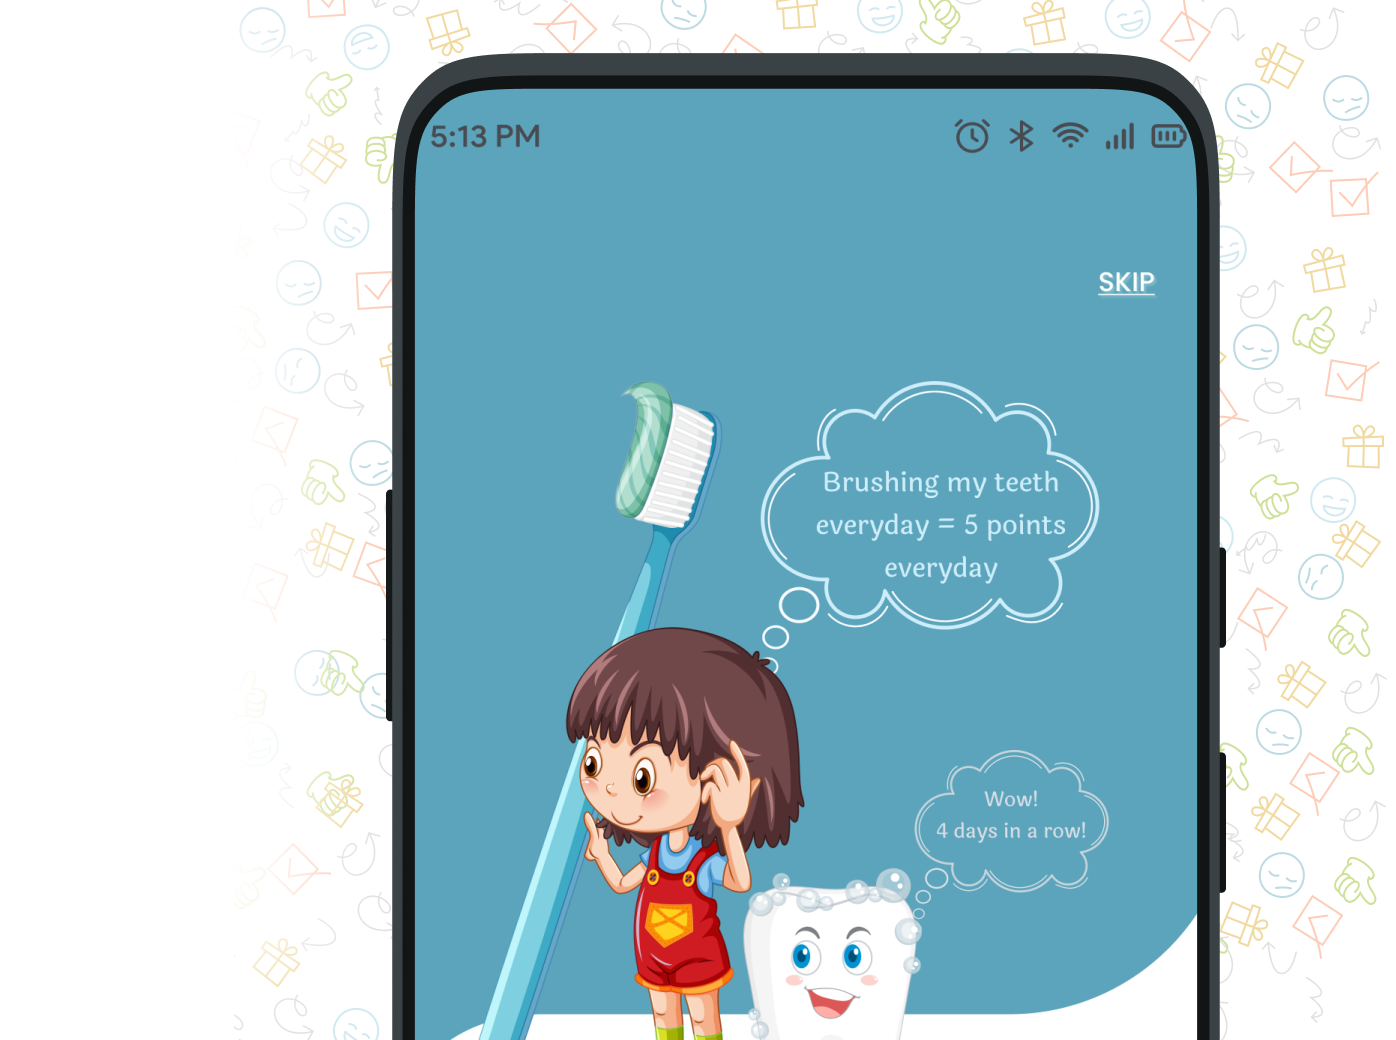 5:13 PM
SKIP
Brushing my teeth
everyday = 5 points
everyday
Wow!
4 days in a row!